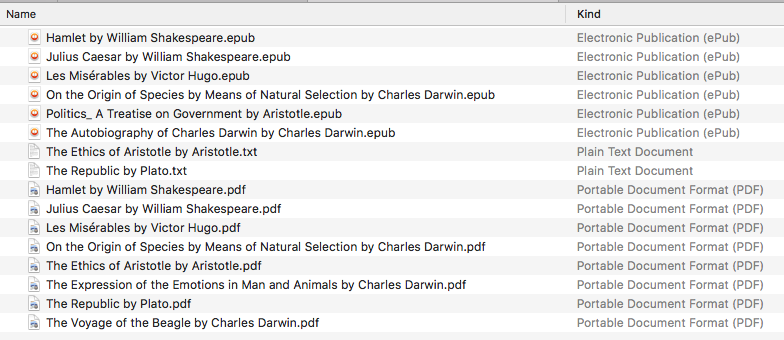 Name Kind
Hamlet by William Shakespeare.epub Electronic Publication (ePub)
Julius Caesar by William Shakespeare.epub Electronic Publication (ePub)
Les Misérables by Victor Hugo.epub Electronic Publication (ePub)
On the Origin of Species by Means of Natural Selection by Charles Darwin.epub Electronic Publication (ePub)
Politics_ A Treatise on Government by Aristotle.epub Electronic Publication (ePub)
The Autobiography of Charles Darwin by Charles Darwin.epub Electronic Publication (ePub)
The Ethics of Aristotle by Aristotle.txt Plain Text Document
The Republic by Plato.txt Plain Text Document
Hamlet by William Shakespeare.pdf Portable Document Format (PDF)
Julius Caesar by William Shakespeare.pdf Portable Document Format (PDF)
Les Misérables by Victor Hugo.pdf Portable Document Format (PDF)
On the Origin of Species by Means of Natural Selection by Charles Darwin.pdf Portable Document Format (PDF)
The Ethics of Aristotle by Aristotle.pdf Portable Document Format (PDF)
The Expression of the Emotions in Man and Animals by Charles Darwin.pdf Portable Document Format (PDF)
The Republic by Plato.pdf Portable Document Format (PDF)
The Voyage of the Beagle by Charles Darwin.pdf Portable Document Format (PDF)